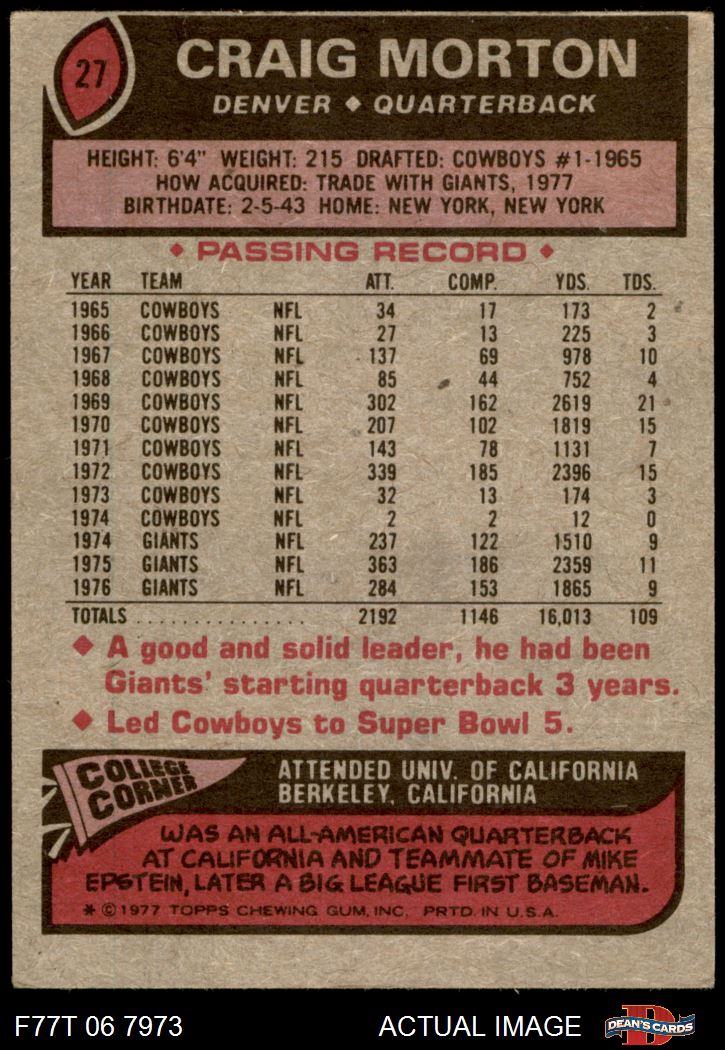 27
CRAIG MORTON
DENVER ♦ QUARTERBACK
HEIGHT: 6'4" WEIGHT: 215 DRAFTED: COWBOYS #1-1965
HOW ACQUIRED: TRADE WITH GIANTS, 1977
BIRTHDATE: 2-5-43 HOME: NEW YORK, NEW YORK
♦ PASSING RECORD ♦
YEAR TEAM ATT. COMP. YDS. TDS.
1965 COWBOYS NFL 34 17 173 2
1966 COWBOYS NFL 27 13 225 3
1967 COWBOYS NFL 137 69 978 10
1968 COWBOYS NFL 85 44 752 4
1969 COWBOYS NFL 302 162 2619 21
1970 COWBOYS NFL 207 102 1819 15
1971 COWBOYS NFL 143 78 1131 7
1972 COWBOYS NFL 339 185 2396 15
1973 COWBOYS NFL 32 13 174 3
1974 COWBOYS NFL 2 2 12 0
1974 GIANTS NFL 237 122 1510 9
1975 GIANTS NFL 363 186 2359 11
1976 GIANTS NFL 284 153 1865 9
TOTALS . . . . . . . . . . . . . . . 2192 1146 16,013 109
♦ A good and solid leader, he had been
Giants' starting quarterback 3 years.
♦ Led Cowboys to Super Bowl 5.
COLLEGE
CORNER
ATTENDED UNIV. OF CALIFORNIA
BERKELEY, CALIFORNIA
WAS AN ALL-AMERICAN QUARTERBACK
AT CALIFORNIA AND TEAMMATE OF MIKE
EPSTEIN, LATER A BIG LEAGUE FIRST BASEMAN.
* © 1977 TOPPS CHEWING GUM, INC. PRTD. IN U.S.A.
F77T 06 7973 ACTUAL IMAGE
D
DEAN'S CARDS